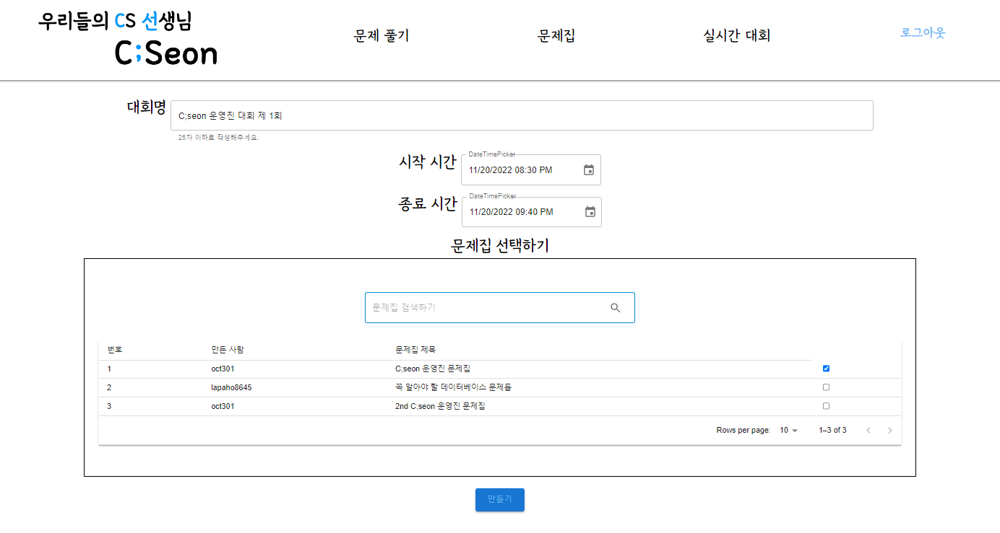 우리들의 CS 선생님
C;Seon
문제 풀기
문제집
실시간 대회
로그아웃
대회명
C;seon 운영진 대회 제 1회
25자 이하로 작성해주세요.
시작 시간
DateTimePicker
11/20/2022 08:30 PM
종료 시간
DateTimePicker
11/20/2022 09:40 PM
문제집 선택하기
문제집 검색하기
번호 만든 사람 문제집 제목
1 oct301 C;seon 운영진 문제집
2 lapaho8645 꼭 알아야 할 데이터베이스 문제들
3 oct301 2nd C;seon 운영진 문제집
Rows per page: 10 1–3 of 3
만들기